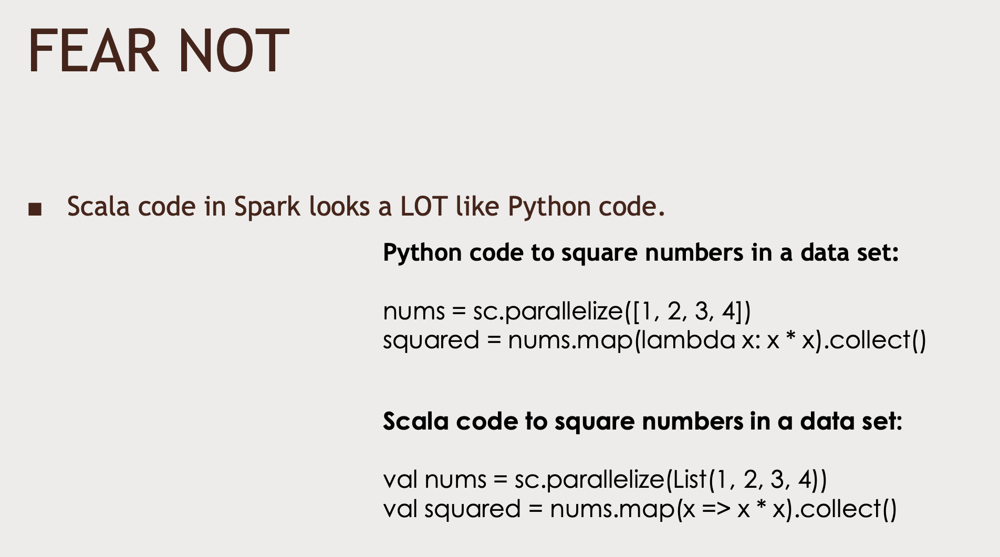 FEAR NOT
▪ Scala code in Spark looks a LOT like Python code.
Python code to square numbers in a data set:
nums = sc.parallelize([1, 2, 3, 4])
squared = nums.map(lambda x: x * x).collect()
Scala code to square numbers in a data set:
val nums = sc.parallelize(List(1, 2, 3, 4))
val squared = nums.map(x => x * x).collect()